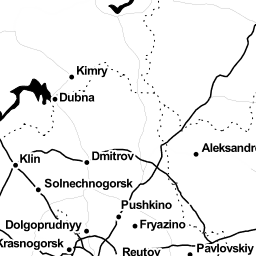 Kimry
Dubna
Aleksandro
Klin
Dmitrov
Solnechnogorsk
Pushkino
Dolgoprudnyy
Fryazino
Krasnogorsk
Reutov
Pavlovskiy